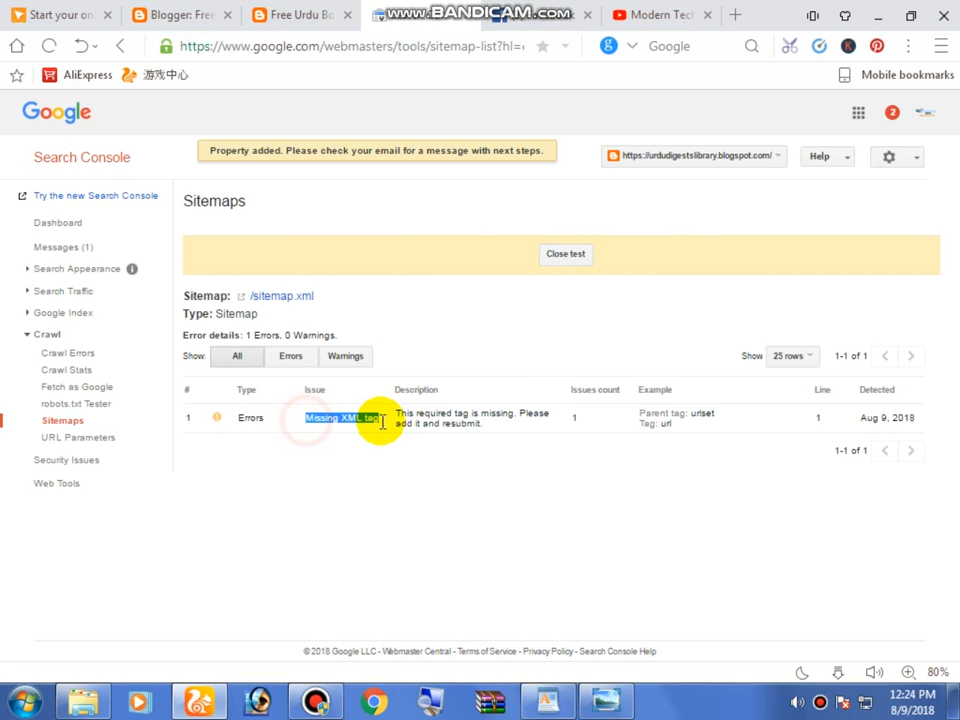 Start your on
Blogger: Free
Free Urdu Bo
www.BANDICAM.com
Modern Tech
https://www.google.com/webmasters/tools/sitemap-list?hl=
Google
AliExpress
游戏中心
Mobile bookmarks
Google
2
Search Console
Property added. Please check your email for a message with next steps.
https://urdudigestslibrary.blogspot.com/
Help
Try the new Search Console
Dashboard
Messages (1)
Search Appearance
Search Traffic
Google Index
Crawl
Crawl Errors
Crawl Stats
Fetch as Google
robots.txt Tester
Sitemaps
URL Parameters
Security Issues
Web Tools
Sitemaps
Close test
Sitemap: /sitemap.xml
Type: Sitemap
Error details: 1 Errors, 0 Warnings.
Show: All Errors Warnings
Show 25 rows 1-1 of 1
# Type Issue Description Issues count Example Line Detected
1 Errors Missing XML tag This required tag is missing. Please add it and resubmit. 1 Parent tag: urlset Tag: url 1 Aug 9, 2018
1-1 of 1
© 2018 Google LLC - Webmaster Central - Terms of Service - Privacy Policy - Search Console Help
80%
12:24 PM
8/9/2018